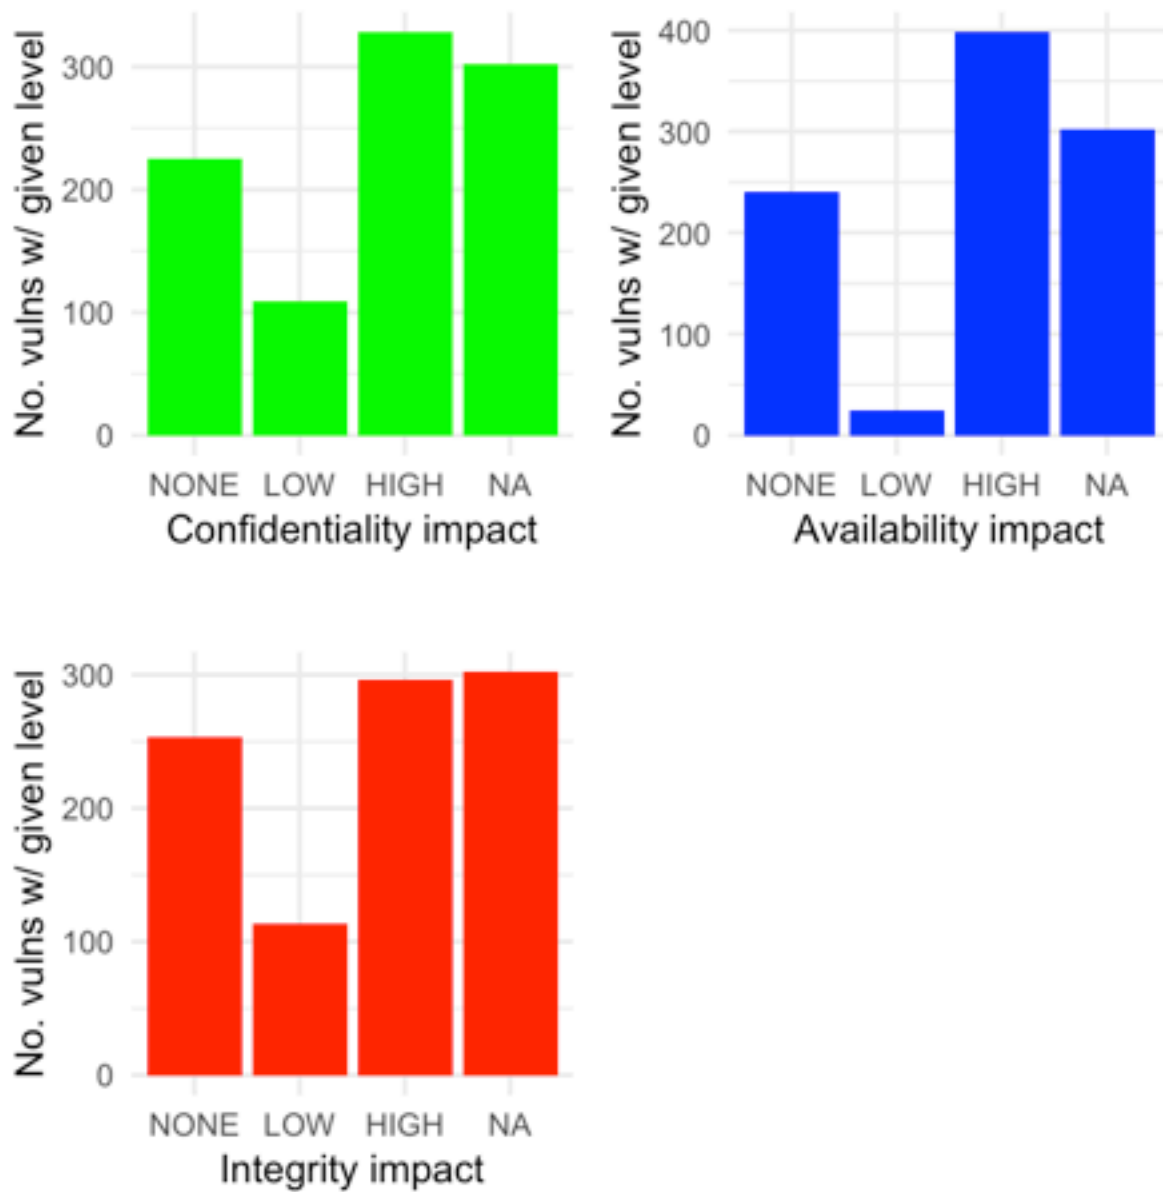 No. vulns w/ given level
300
200
100
0
NONE LOW HIGH NA
Confidentiality impact
No. vulns w/ given level
400
300
200
100
0
NONE LOW HIGH NA
Availability impact
No. vulns w/ given level
300
200
100
0
NONE LOW HIGH NA
Integrity impact